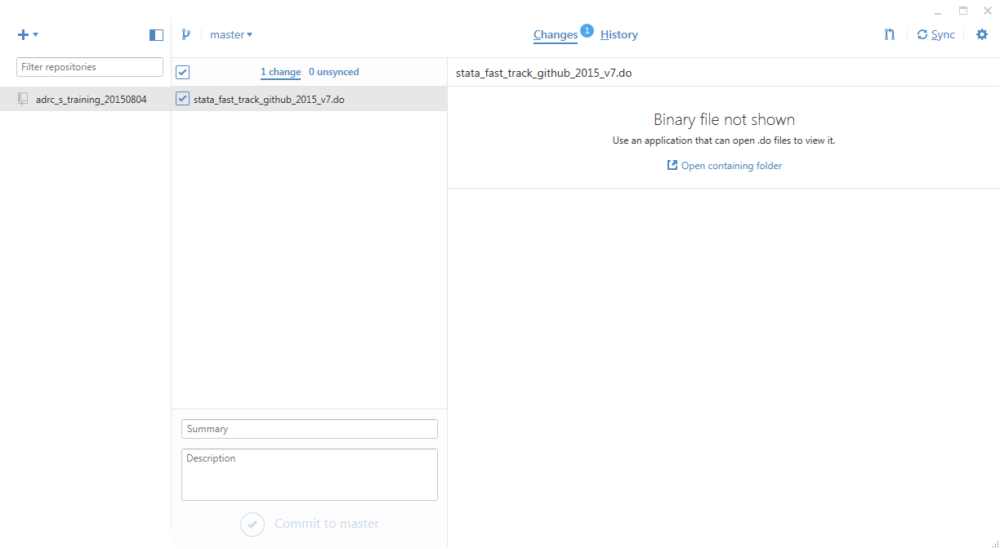 master
Changes 1 History
Sync
Filter repositories
1 change 0 unsynced
stata_fast_track_github_2015_v7.do
adrc_s_training_20150804
stata_fast_track_github_2015_v7.do
Binary file not shown
Use an application that can open .do files to view it.
Open containing folder
Summary
Description
Commit to master